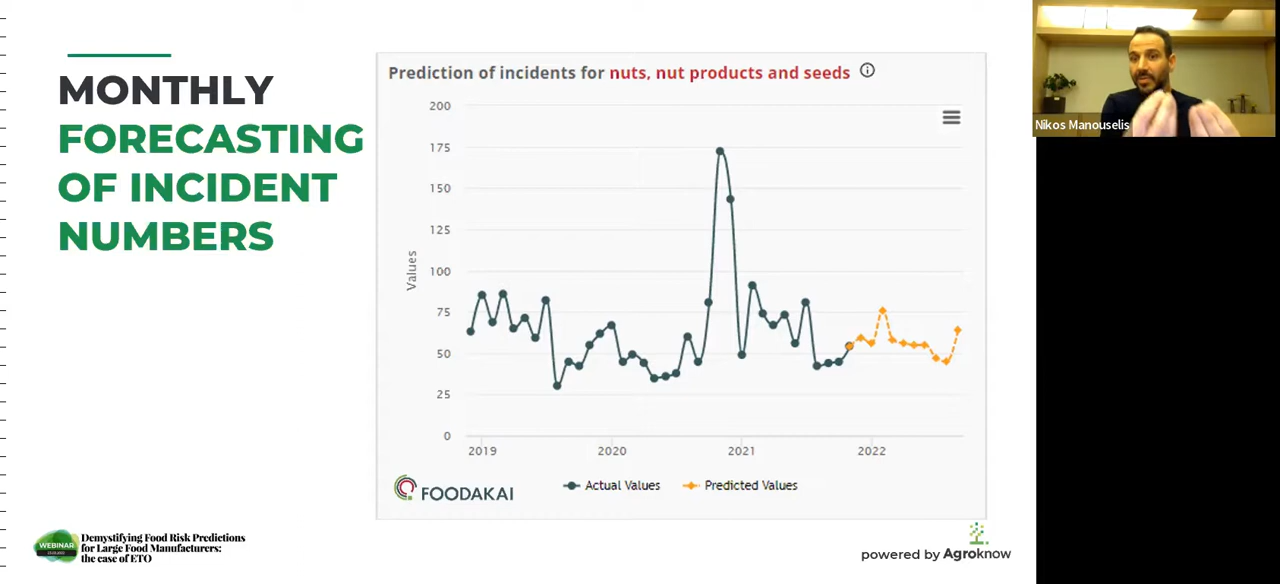 MONTHLY
FORECASTING
OF INCIDENT
NUMBERS
Prediction of incidents for nuts, nut products and seeds
200
175
150
125
100
75
50
25
0
Values
2019
2020
2021
2022
FOODAKAI
Actual Values
Predicted Values
Nikos Manouselis
WEBINAR
Demystifying Food Risk Predictions
for Large Food Manufacturers:
the case of ETO
powered by Agroknow